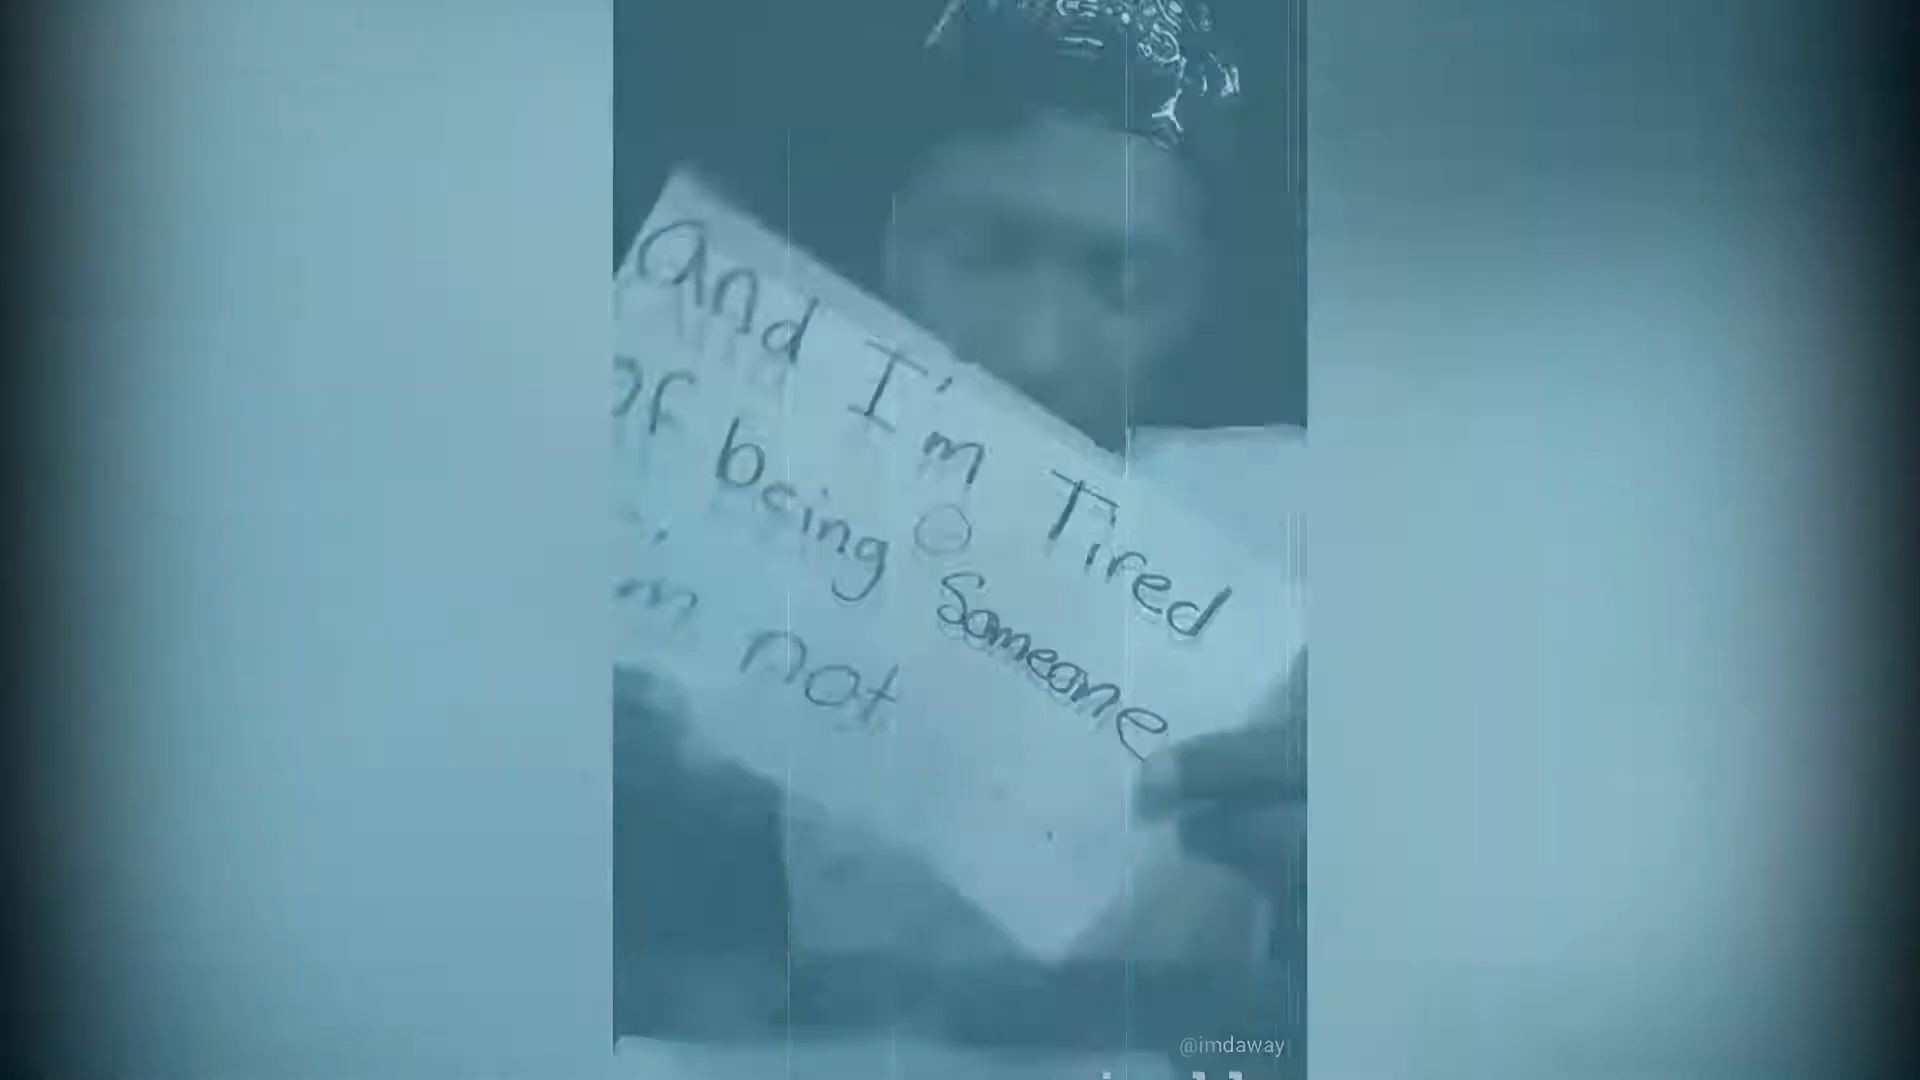 and I'm Tired
of being Someone
I'm not
@imdaway